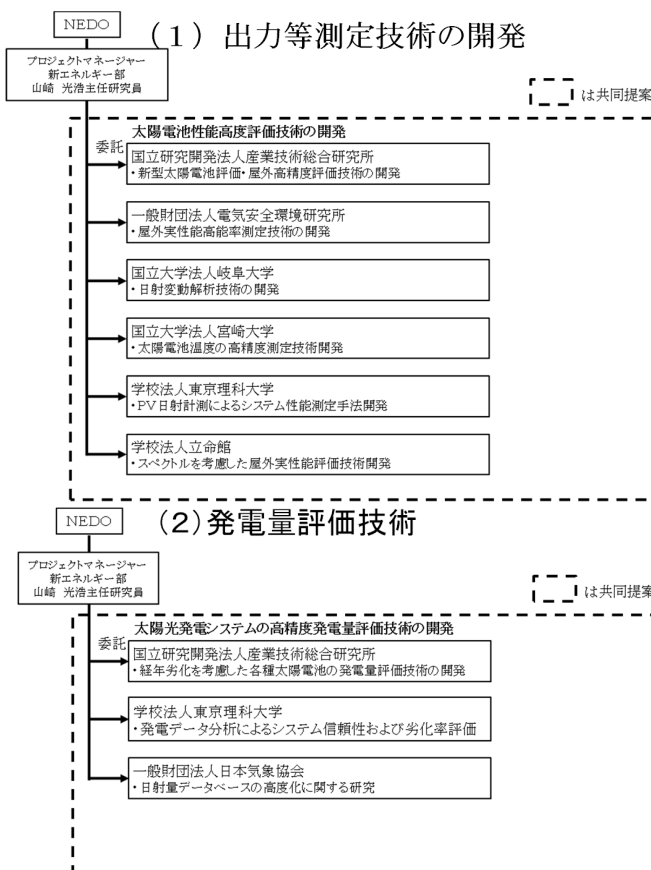 NEDO
(1) 出力等測定技術の開発
プロジェクトマネージャー
新エネルギー部
山崎 光浩主任研究員
は共同提案
太陽電池性能高度評価技術の開発
委託
国立研究開発法人産業技術総合研究所
・新型太陽電池評価・屋外高精度評価技術の開発
一般財団法人電気安全環境研究所
・屋外実性能高能率測定技術の開発
国立大学法人岐阜大学
・日射変動解析技術の開発
国立大学法人宮崎大学
・太陽電池温度の高精度測定技術開発
学校法人東京理科大学
・PV日射計測によるシステム性能測定手法開発
学校法人立命館
・スペクトルを考慮した屋外実性能評価技術開発
NEDO
(2)発電量評価技術
プロジェクトマネージャー
新エネルギー部
山崎 光浩主任研究員
は共同提案
太陽光発電システムの高精度発電量評価技術の開発
委託
国立研究開発法人産業技術総合研究所
・経年劣化を考慮した各種太陽電池の発電量評価技術の開発
学校法人東京理科大学
・発電データ分析によるシステム信頼性および劣化率評価
一般財団法人日本気象協会
・日射量データベースの高度化に関する研究